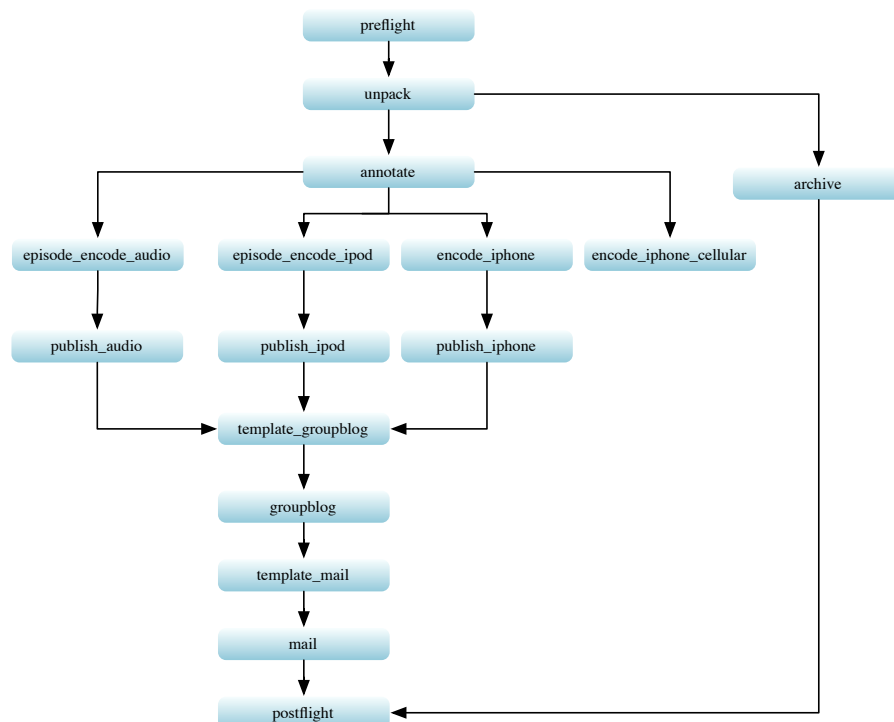 preflight
unpack
annotate
archive
episode_encode_audio
episode_encode_ipod
encode_iphone
encode_iphone_cellular
publish_audio
publish_ipod
publish_iphone
template_groupblog
groupblog
template_mail
mail
postflight